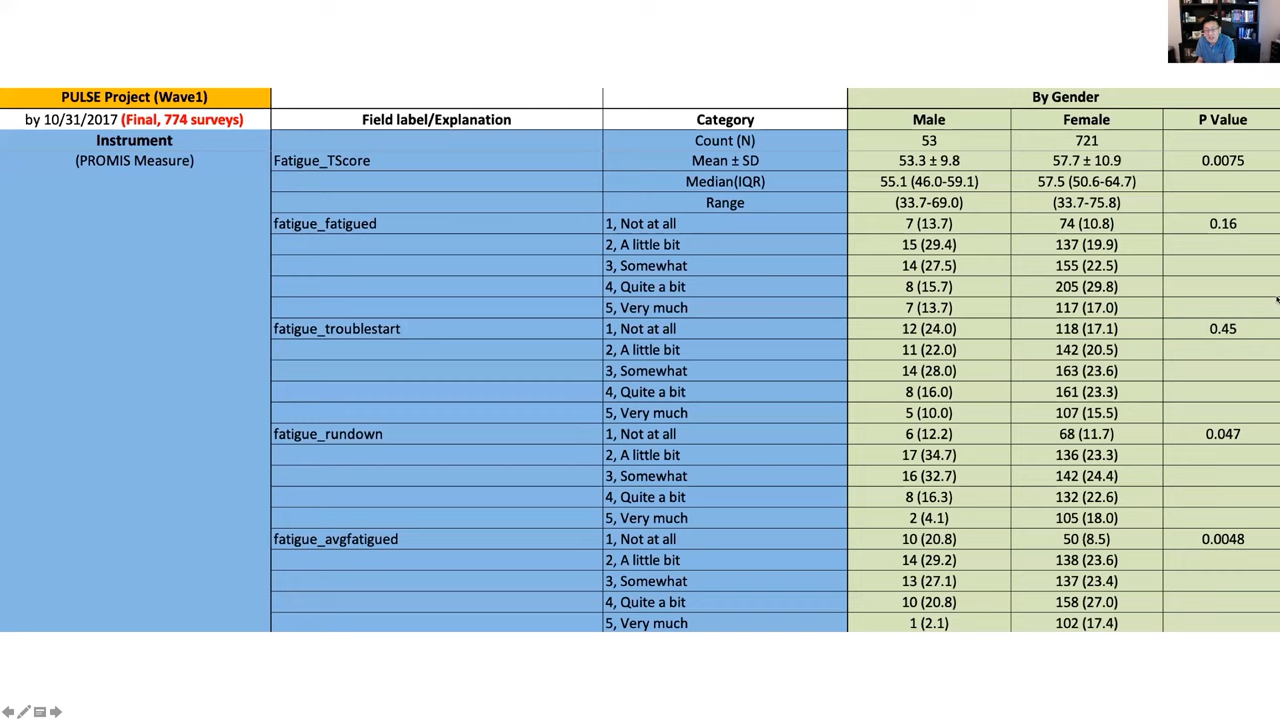 PULSE Project (Wave1) By Gender
by 10/31/2017 (Final, 774 surveys) Field label/Explanation Category Male Female P Value
Instrument Count (N) 53 721
(PROMIS Measure) Fatigue_TScore Mean ± SD 53.3 ± 9.8 57.7 ± 10.9 0.0075
Median(IQR) 55.1 (46.0-59.1) 57.5 (50.6-64.7)
Range (33.7-69.0) (33.7-75.8)
fatigue_fatigued 1, Not at all 7 (13.7) 74 (10.8) 0.16
2, A little bit 15 (29.4) 137 (19.9)
3, Somewhat 14 (27.5) 155 (22.5)
4, Quite a bit 8 (15.7) 205 (29.8)
5, Very much 7 (13.7) 117 (17.0)
fatigue_troublestart 1, Not at all 12 (24.0) 118 (17.1) 0.45
2, A little bit 11 (22.0) 142 (20.5)
3, Somewhat 14 (28.0) 163 (23.6)
4, Quite a bit 8 (16.0) 161 (23.3)
5, Very much 5 (10.0) 107 (15.5)
fatigue_rundown 1, Not at all 6 (12.2) 68 (11.7) 0.047
2, A little bit 17 (34.7) 136 (23.3)
3, Somewhat 16 (32.7) 142 (24.4)
4, Quite a bit 8 (16.3) 132 (22.6)
5, Very much 2 (4.1) 105 (18.0)
fatigue_avgfatigued 1, Not at all 10 (20.8) 50 (8.5) 0.0048
2, A little bit 14 (29.2) 138 (23.6)
3, Somewhat 13 (27.1) 137 (23.4)
4, Quite a bit 10 (20.8) 158 (27.0)
5, Very much 1 (2.1) 102 (17.4)